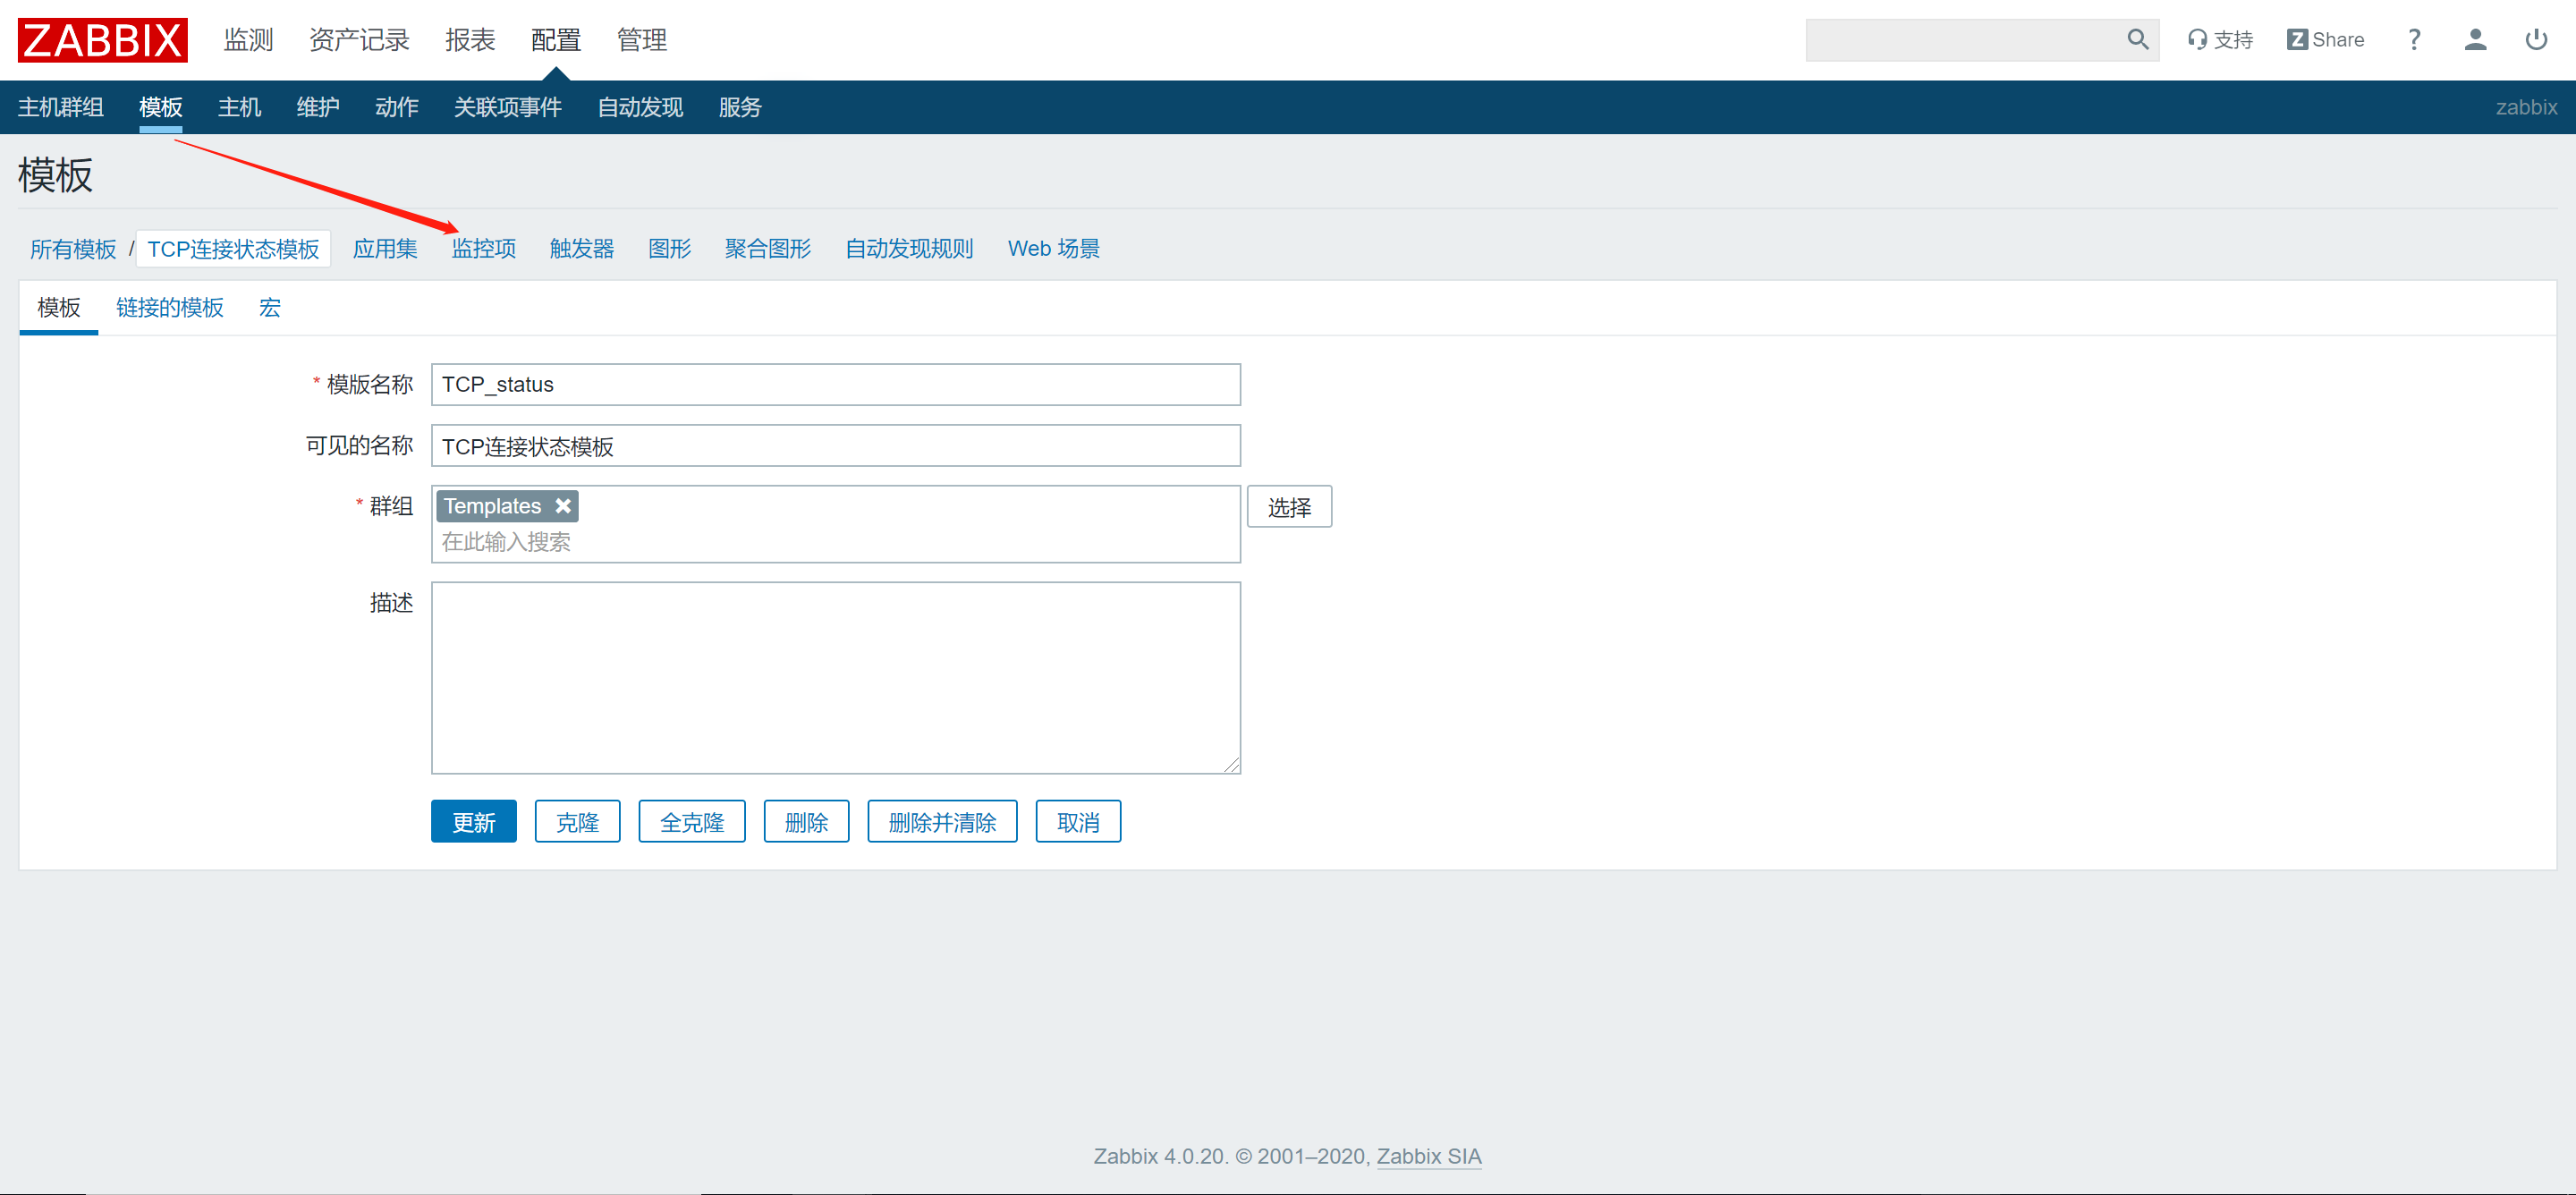 ZABBIX 监测 资产记录 报表 配置 管理 支持 Z Share ?
主机群组 模板 主机 维护 动作 关联项事件 自动发现 服务 zabbix
模板
所有模板 / TCP连接状态模板 应用集 监控项 触发器 图形 聚合图形 自动发现规则 Web 场景
模板 链接的模板 宏
* 模版名称 TCP_status
可见的名称 TCP连接状态模板
* 群组 Templates 选择
在此输入搜索
描述
更新 克隆 全克隆 删除 删除并清除 取消
Zabbix 4.0.20. © 2001–2020, Zabbix SIA